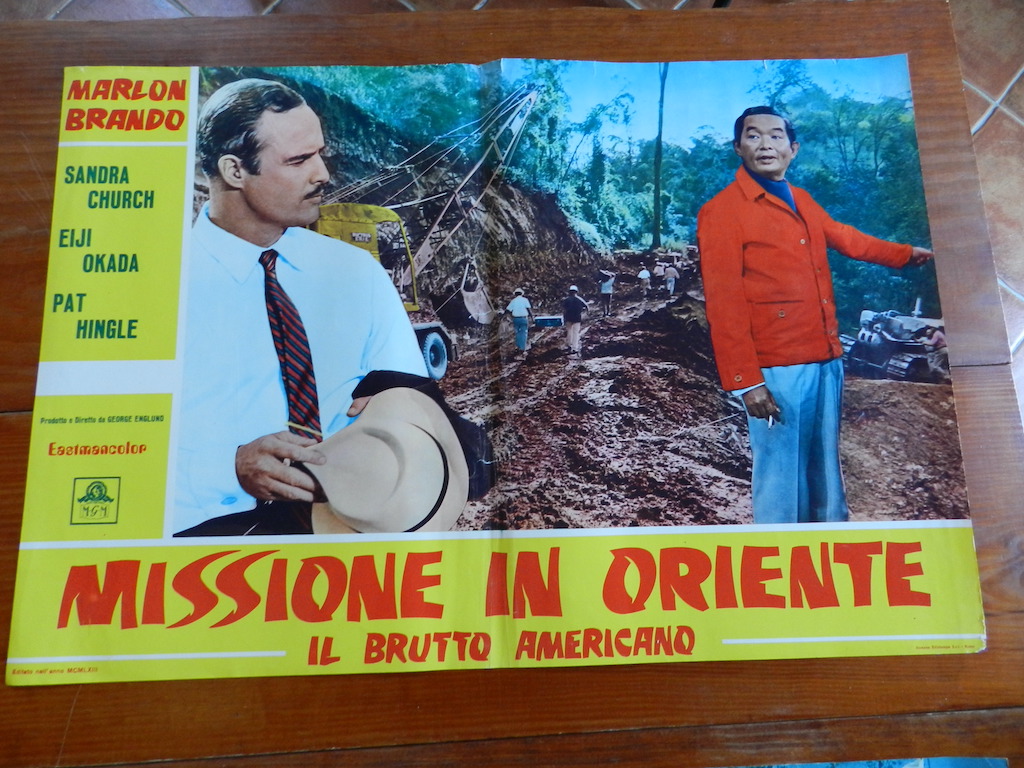 MARLON
BRANDO
SANDRA
CHURCH
EIJI
OKADA
PAT
HINGLE
Prodotto e Diretto da GEORGE ENGLUND
Eastmancolor
M.G.M.
MISSIONE IN ORIENTE
IL BRUTTO AMERICANO